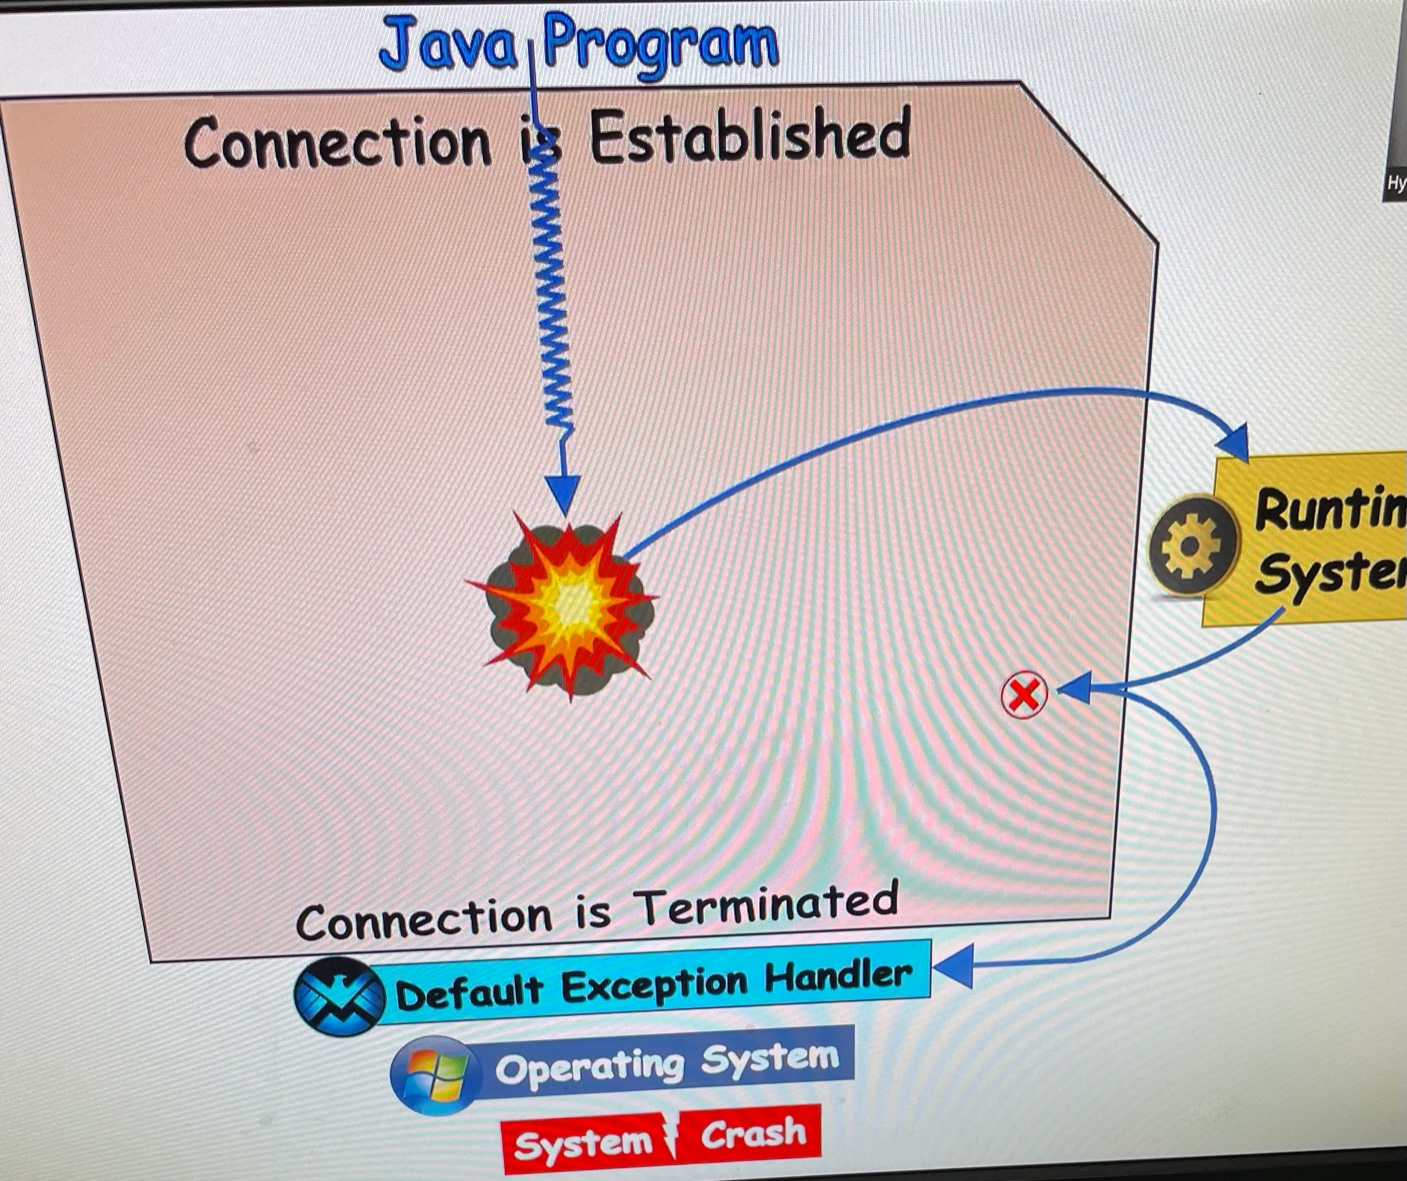 Java Program
Connection is Established
Runtin
Syster
Connection is Terminated
Default Exception Handler
Operating System
System Crash
Hy